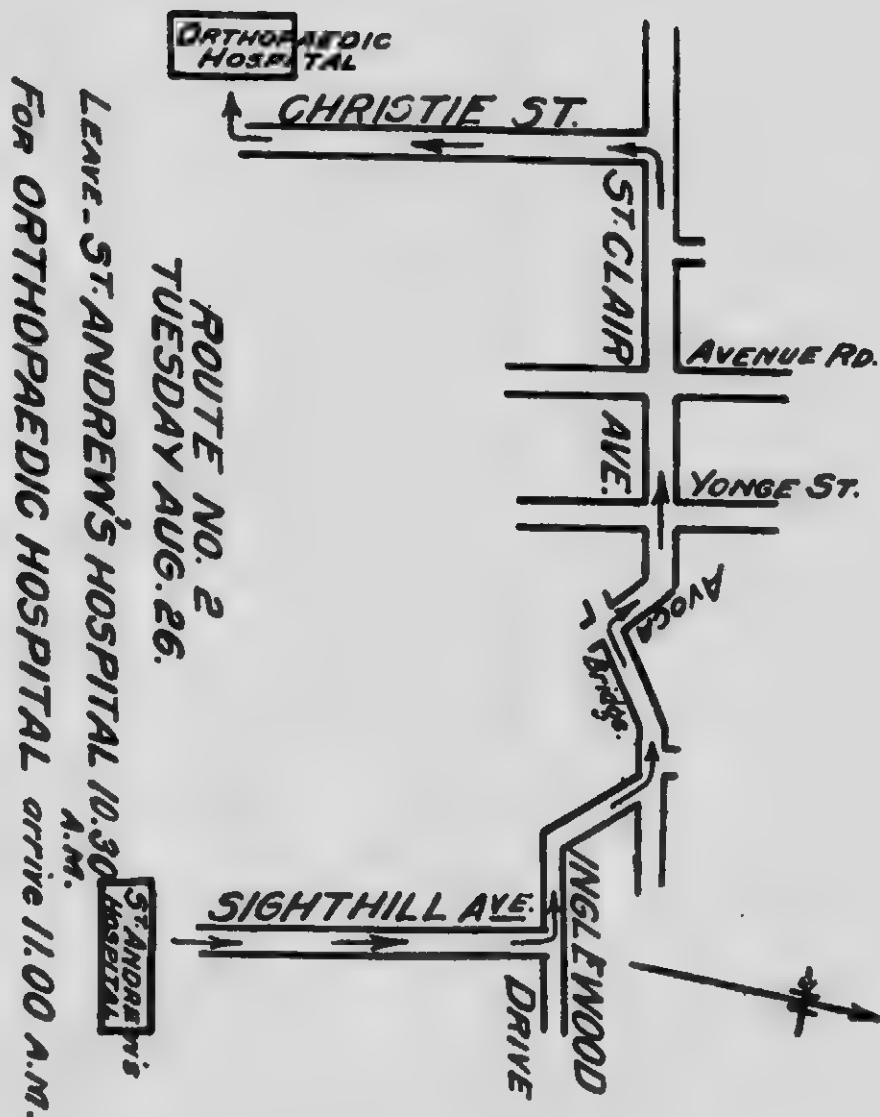 ORTHOPAEDIC
HOSPITAL
CHRISTIE ST.
ST. CLAIR AVE.
AVENUE RD.
YONGE ST.
AVOCA
Bridge.
INGLEWOOD
DRIVE
SIGHTHILL AVE.
ST. ANDREW'S
HOSPITAL
ROUTE NO. 2
TUESDAY AUG. 26.
LEAVE - ST. ANDREW'S HOSPITAL 10.30
A.M.
FOR ORTHOPAEDIC HOSPITAL arrive 11.00 A.M.